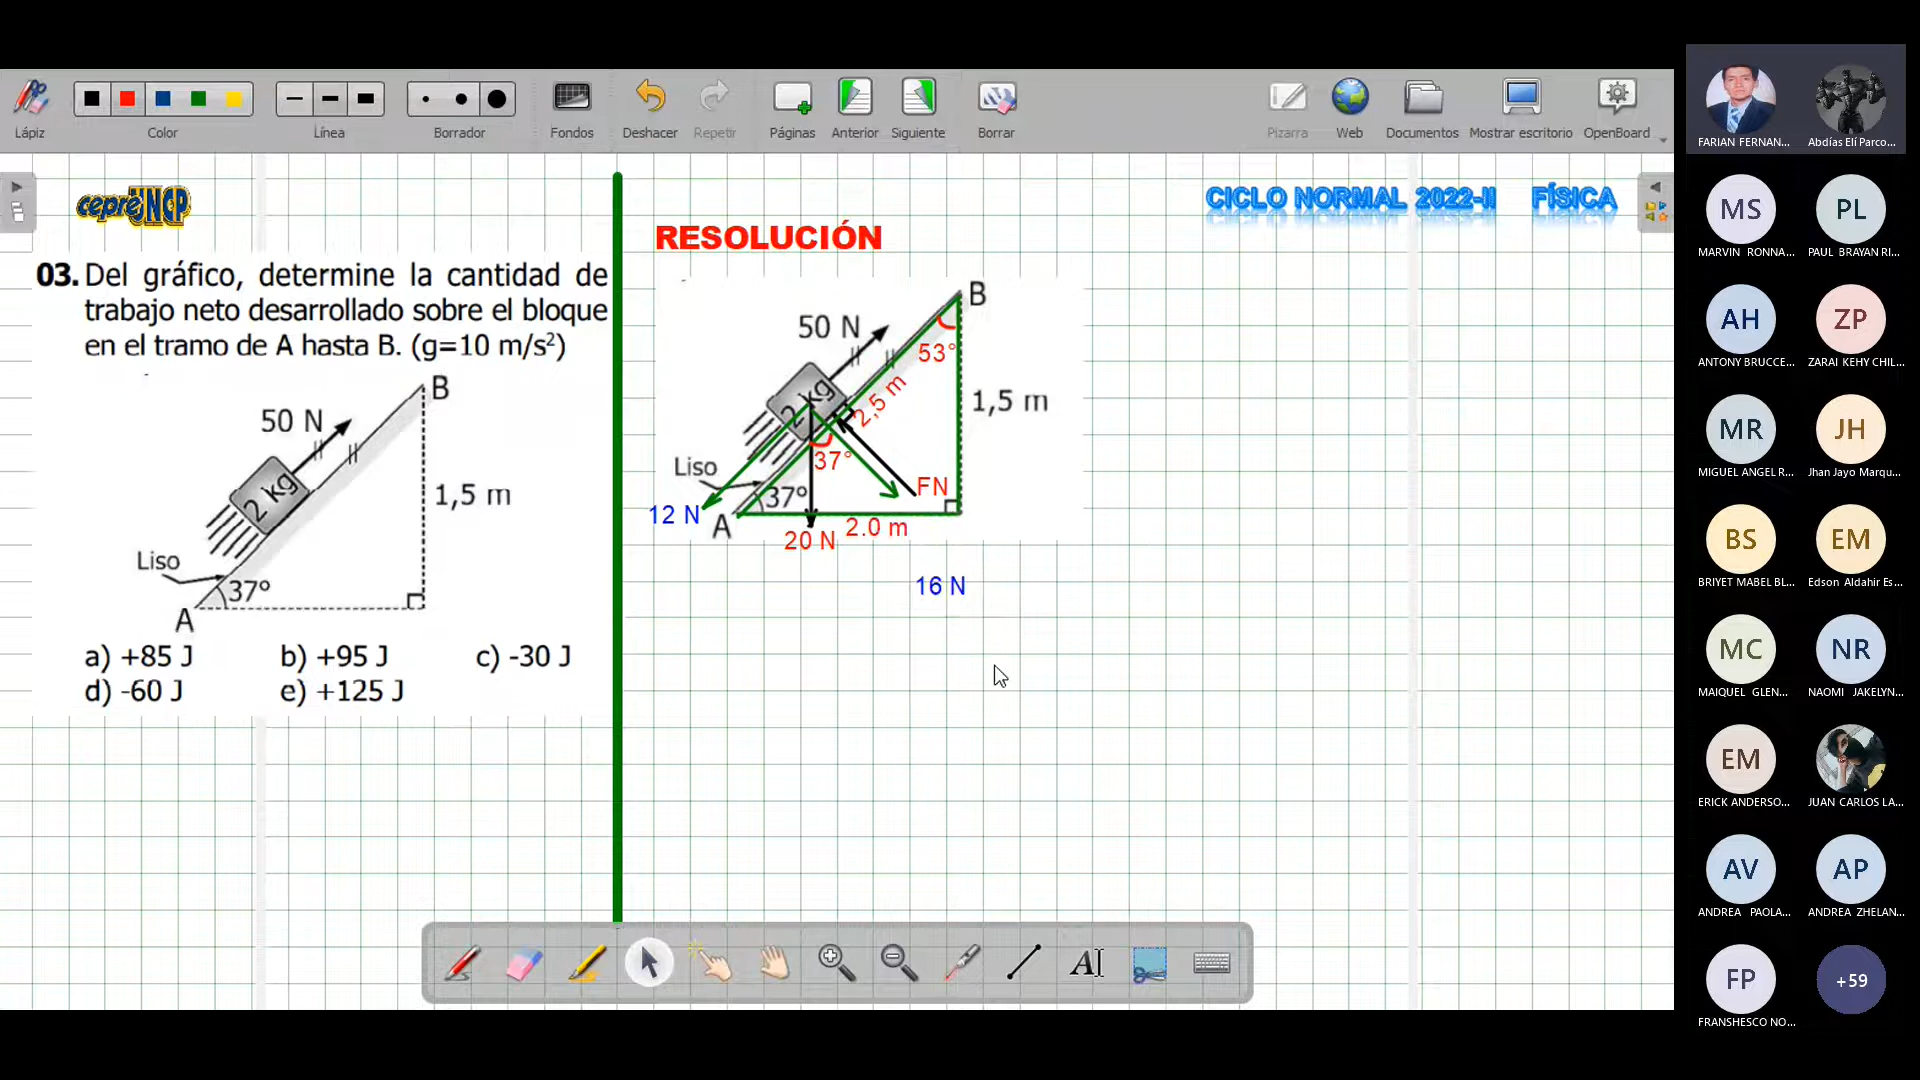 Lápiz
Color
Línea
Borrador
Fondos
Deshacer
Repetir
Páginas
Anterior
Siguiente
Borrar
Pizarra
Web
Documentos
Mostrar escritorio
OpenBoard
cepreUNCP
CICLO NORMAL 2022-II FÍSICA
03. Del gráfico, determine la cantidad de
trabajo neto desarrollado sobre el bloque
en el tramo de A hasta B. (g=10 m/s²)
B
50 N
2 kg
1,5 m
Liso
37°
A
a) +85 J b) +95 J c) -30 J
d) -60 J e) +125 J
RESOLUCIÓN
B
50 N
53°
2 kg
2,5 m
1,5 m
Liso
37°
37°
FN
12 N
A
20 N
2.0 m
16 N
FARIAN FERNAN...
Abdías Elí Parco...
MS
MARVIN RONNA...
PL
PAUL BRAYAN RI...
AH
ANTONY BRUCCE...
ZP
ZARAI KEHY CHIL...
MR
MIGUEL ANGEL R...
JH
Jhan Jayo Marqu...
BS
BRIYET MABEL BL...
EM
Edson Aldahir Es...
MC
MAIQUEL GLEN...
NR
NAOMI JAKELYN...
EM
ERICK ANDERSO...
JUAN CARLOS LA...
AV
ANDREA PAOLA...
AP
ANDREA ZHELAN...
FP
FRANSHESCO NO...
+59